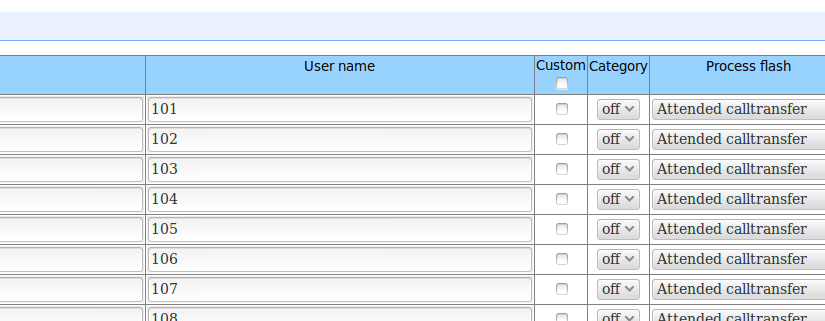 User name Custom Category Process flash
101 off Attended calltransfer
102 off Attended calltransfer
103 off Attended calltransfer
104 off Attended calltransfer
105 off Attended calltransfer
106 off Attended calltransfer
107 off Attended calltransfer
108 off Attended calltransfer